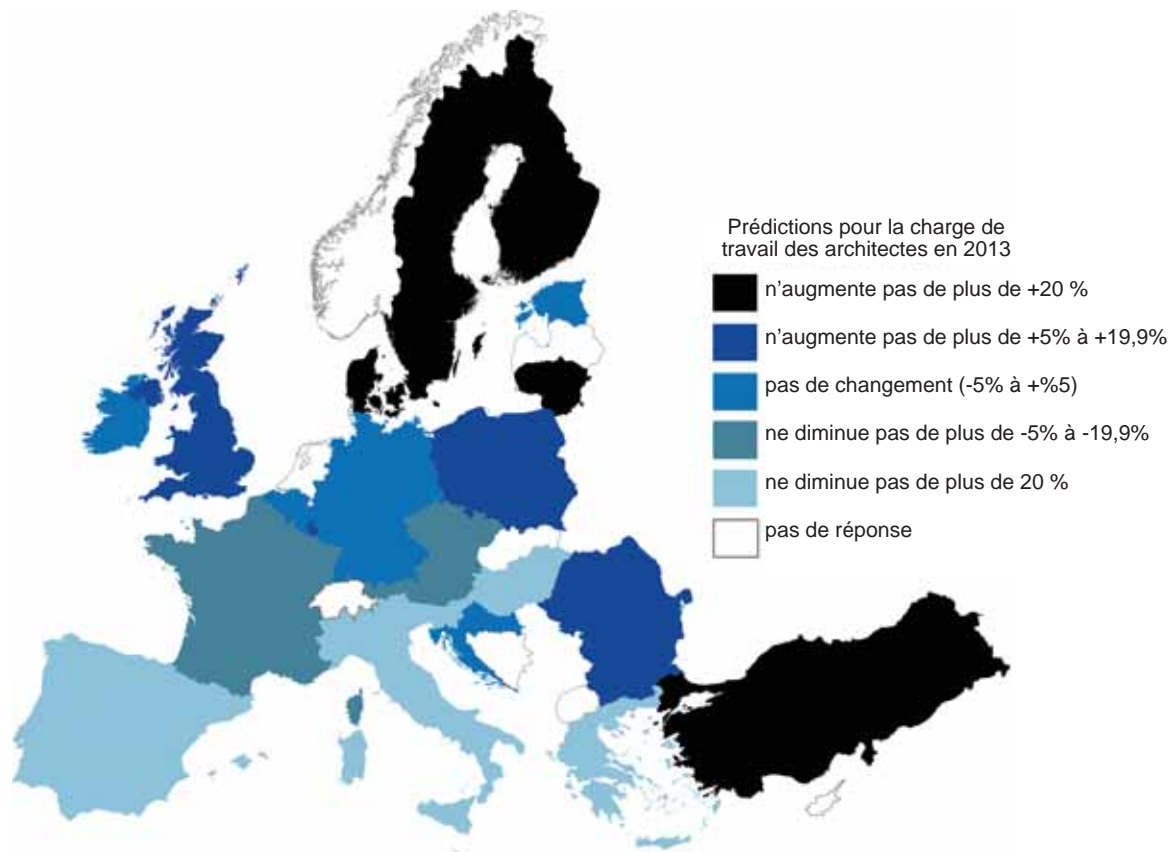 Prédictions pour la charge de
travail des architectes en 2013
n'augmente pas de plus de +20 %
n'augmente pas de plus de +5% à +19,9%
pas de changement (-5% à +%5)
ne diminue pas de plus de -5% à -19,9%
ne diminue pas de plus de 20 %
pas de réponse